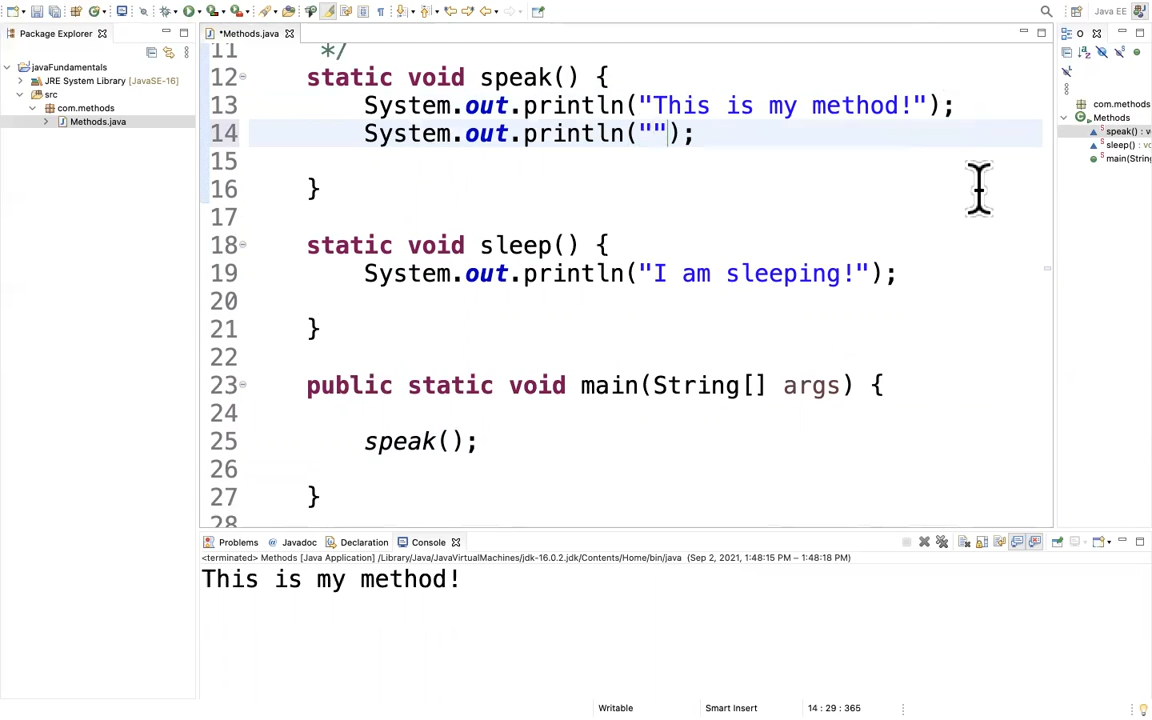 Java EE
Package Explorer
*Methods.java
O
javaFundamentals
JRE System Library [JavaSE-16]
src
com.methods
Methods.java
11 */
12 static void speak() {
13 System.out.println("This is my method!");
14 System.out.println("");
15
16 }
17
18 static void sleep() {
19 System.out.println("I am sleeping!");
20
21 }
22
23 public static void main(String[] args) {
24
25 speak();
26
27 }
28
com.methods
Methods
speak() : v
sleep() : v
main(Strin
Problems
Javadoc
Declaration
Console
<terminated> Methods [Java Application] /Library/Java/JavaVirtualMachines/jdk-16.0.2.jdk/Contents/Home/bin/java (Sep 2, 2021, 1:48:15 PM – 1:48:18 PM)
This is my method!
Writable
Smart Insert
14 : 29 : 365